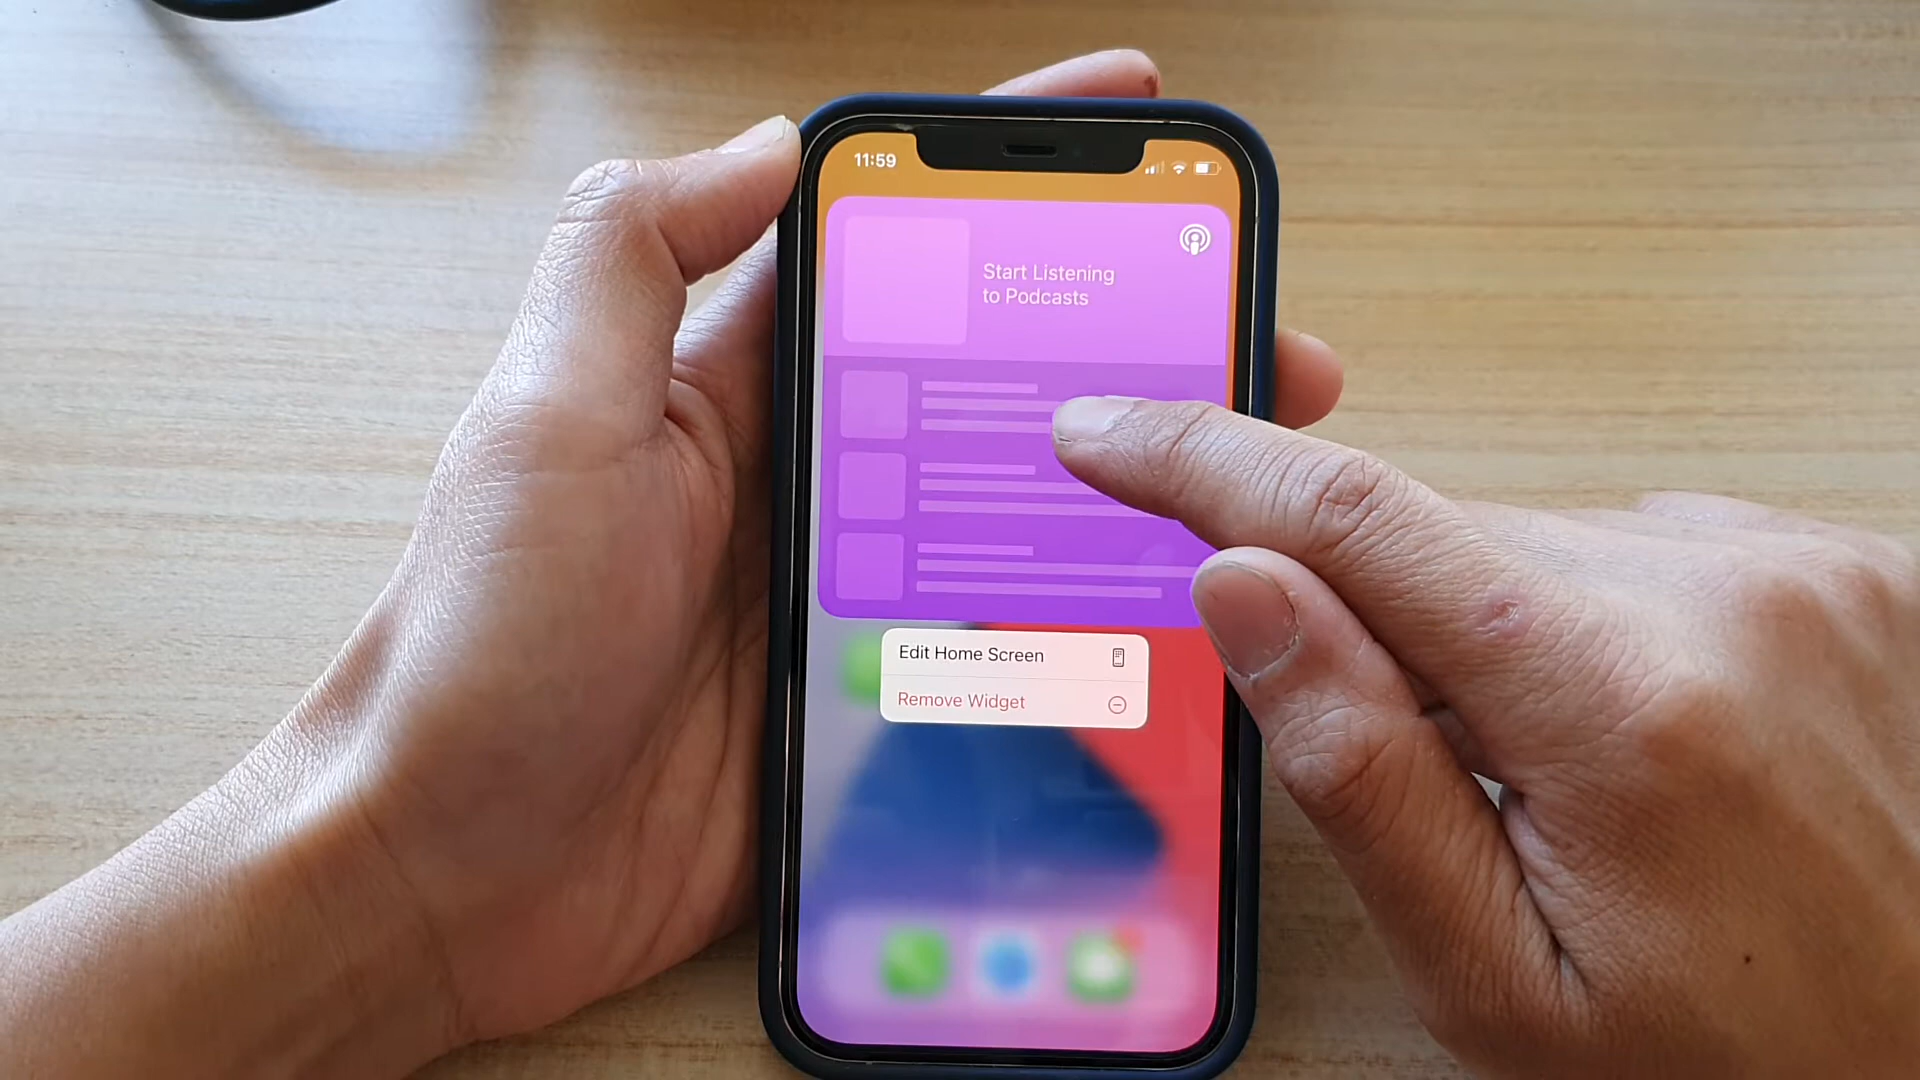 11:59
Start Listening
to Podcasts
Edit Home Screen
Remove Widget